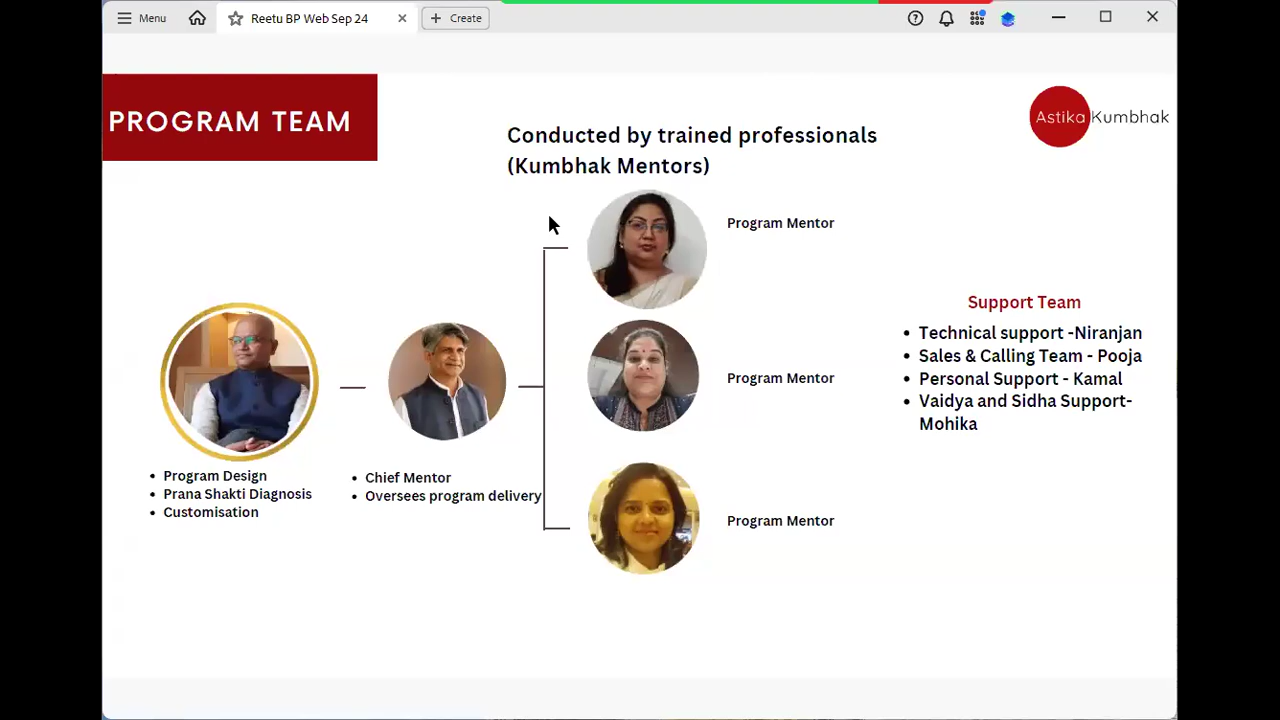 Menu
Reetu BP Web Sep 24
Create
PROGRAM TEAM
Astika Kumbhak
Conducted by trained professionals
(Kumbhak Mentors)
Program Mentor
Program Mentor
Program Mentor
• Program Design
• Prana Shakti Diagnosis
• Customisation
• Chief Mentor
• Oversees program delivery
Support Team
• Technical support -Niranjan
• Sales & Calling Team - Pooja
• Personal Support - Kamal
• Vaidya and Sidha Support-
Mohika